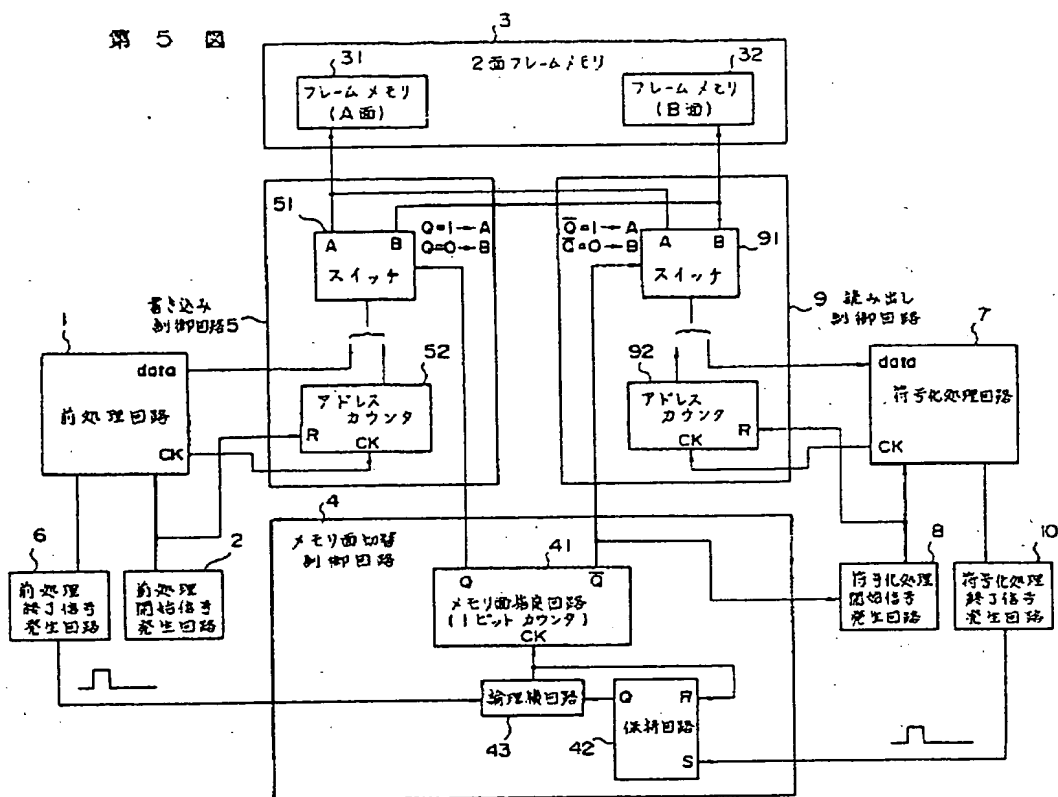 第 5 図
3
2面フレームメモリ
31
フレーム メモリ
(A面)
32
フレーム メモリ
(B面)
51
A B
スイッチ
Q=1→A
Q=0→B
Q̅=1→A
Q̅=0→B
A B
スイッチ
91
書き込み
制御回路5
9 読み出し
制御回路
1
data
前処理回路
CK
52
アドレス
カウンタ
R
CK
92
アドレス
カウンタ
R
CK
7
data
符号化処理回路
CK
4
メモリ面切替
制御回路
6
前処理
終了信号
発生回路
2
前処理
開始信号
発生回路
41
Q Q̅
メモリ面指定回路
(1ビットカウンタ)
CK
8
符号化処理
開始信号
発生回路
10
符号化処理
終了信号
発生回路
論理積回路
43
Q R
保持回路
S
42